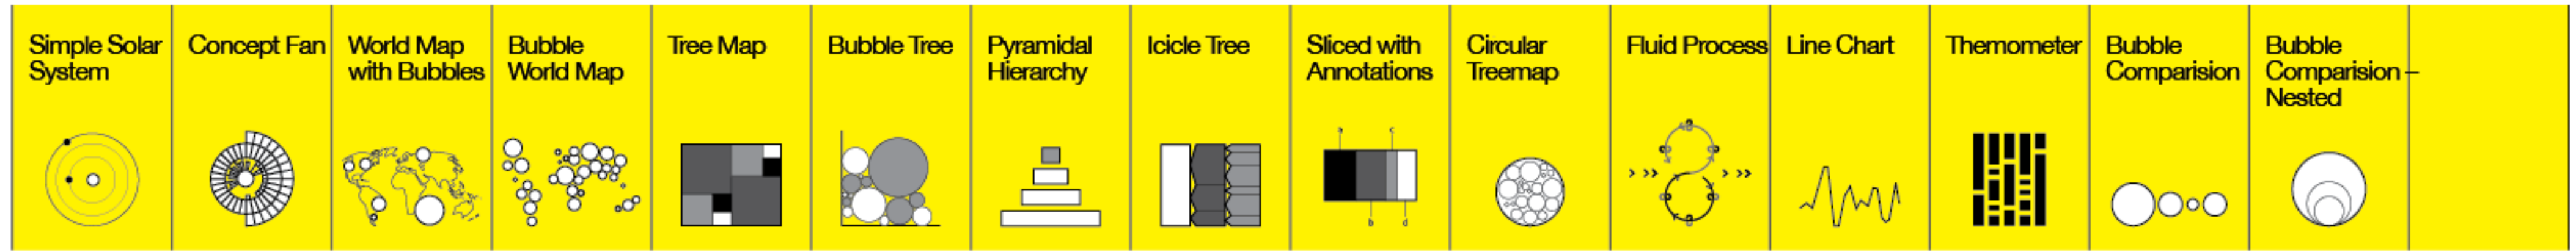 Simple Solar
System
Concept Fan
World Map
with Bubbles
Bubble
World Map
Tree Map
Bubble Tree
Pyramidal
Hierarchy
Icicle Tree
Sliced with
Annotations
a
c
b
d
Circular
Treemap
Fluid Process
Line Chart
Themometer
Bubble
Comparision
Bubble
Comparision –
Nested